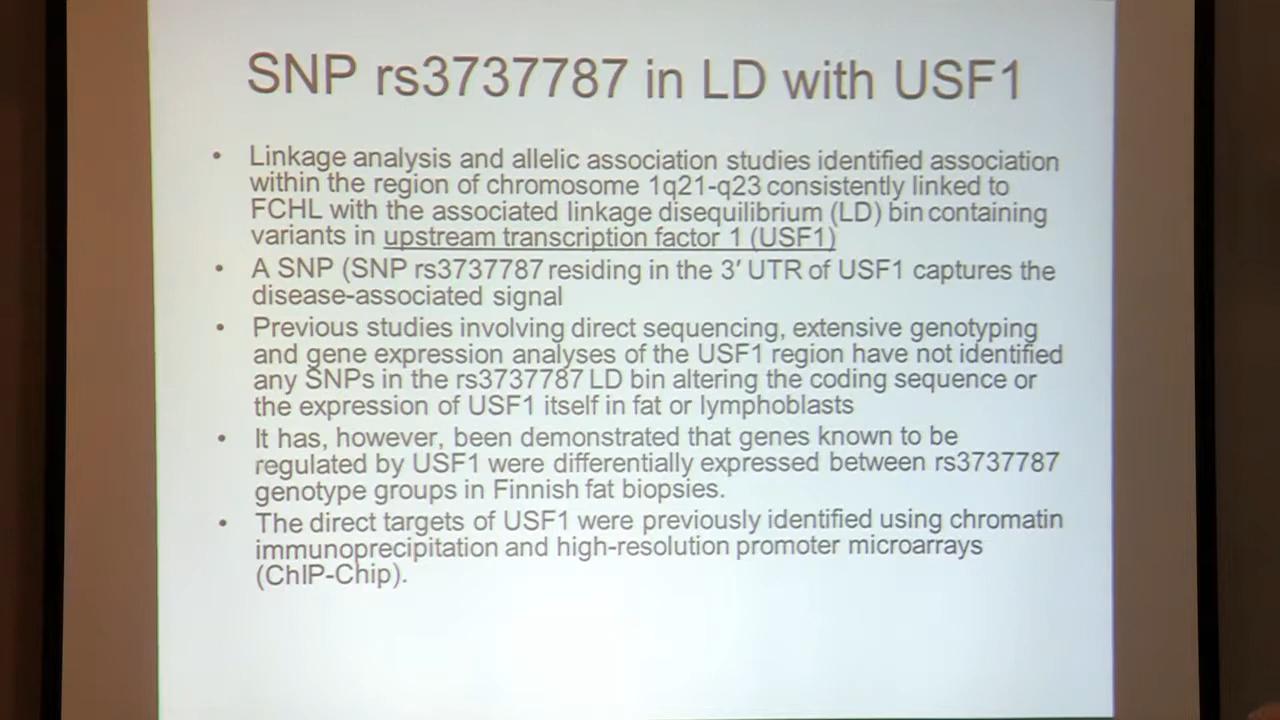 SNP rs3737787 in LD with USF1
• Linkage analysis and allelic association studies identified association
within the region of chromosome 1q21-q23 consistently linked to
FCHL with the associated linkage disequilibrium (LD) bin containing
variants in upstream transcription factor 1 (USF1)
• A SNP (SNP rs3737787 residing in the 3′ UTR of USF1 captures the
disease-associated signal
• Previous studies involving direct sequencing, extensive genotyping
and gene expression analyses of the USF1 region have not identified
any SNPs in the rs3737787 LD bin altering the coding sequence or
the expression of USF1 itself in fat or lymphoblasts
• It has, however, been demonstrated that genes known to be
regulated by USF1 were differentially expressed between rs3737787
genotype groups in Finnish fat biopsies.
• The direct targets of USF1 were previously identified using chromatin
immunoprecipitation and high-resolution promoter microarrays
(ChIP-Chip).